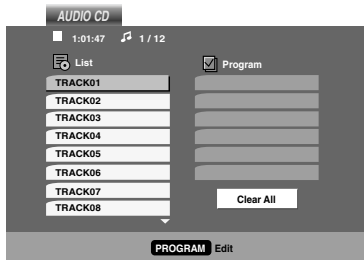 AUDIO CD
1:01:47 1 / 12
List
Program
TRACK01
TRACK02
TRACK03
TRACK04
TRACK05
TRACK06
TRACK07
TRACK08
Clear All
PROGRAM Edit